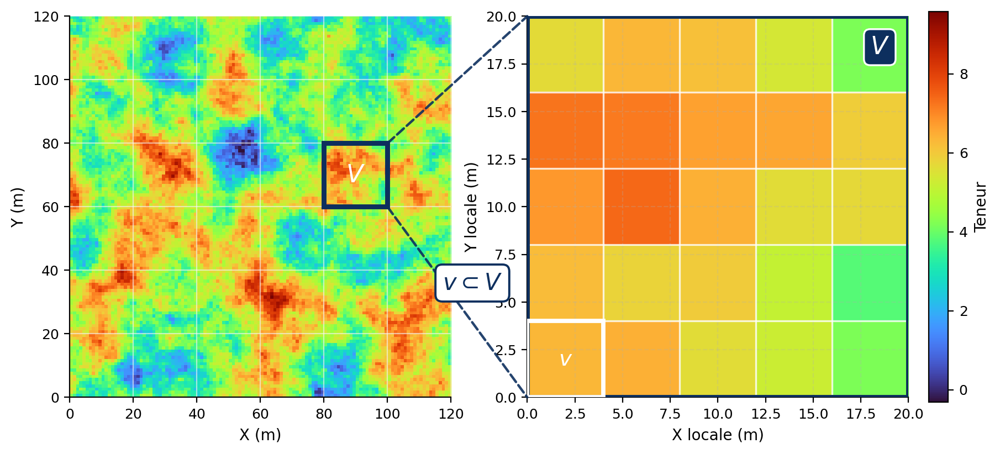 120
100
80
60
40
20
0
Y (m)
0 20 40 60 80 100 120
X (m)
V
v ⊂ V
20.0
17.5
15.0
12.5
10.0
7.5
5.0
2.5
0.0
Y locale (m)
V
v
0.0 2.5 5.0 7.5 10.0 12.5 15.0 17.5 20.0
X locale (m)
8
6
4
2
0
Teneur